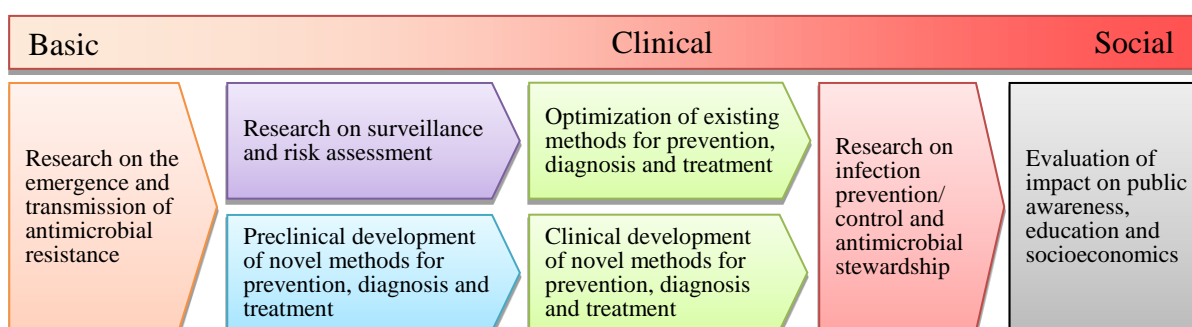 Basic
Clinical
Social
Research on the
emergence and
transmission of
antimicrobial
resistance
Research on surveillance
and risk assessment
Preclinical development
of novel methods for
prevention, diagnosis and
treatment
Optimization of existing
methods for prevention,
diagnosis and treatment
Clinical development
of novel methods for
prevention, diagnosis
and treatment
Research on
infection
prevention/
control and
antimicrobial
stewardship
Evaluation of
impact on public
awareness,
education and
socioeconomics